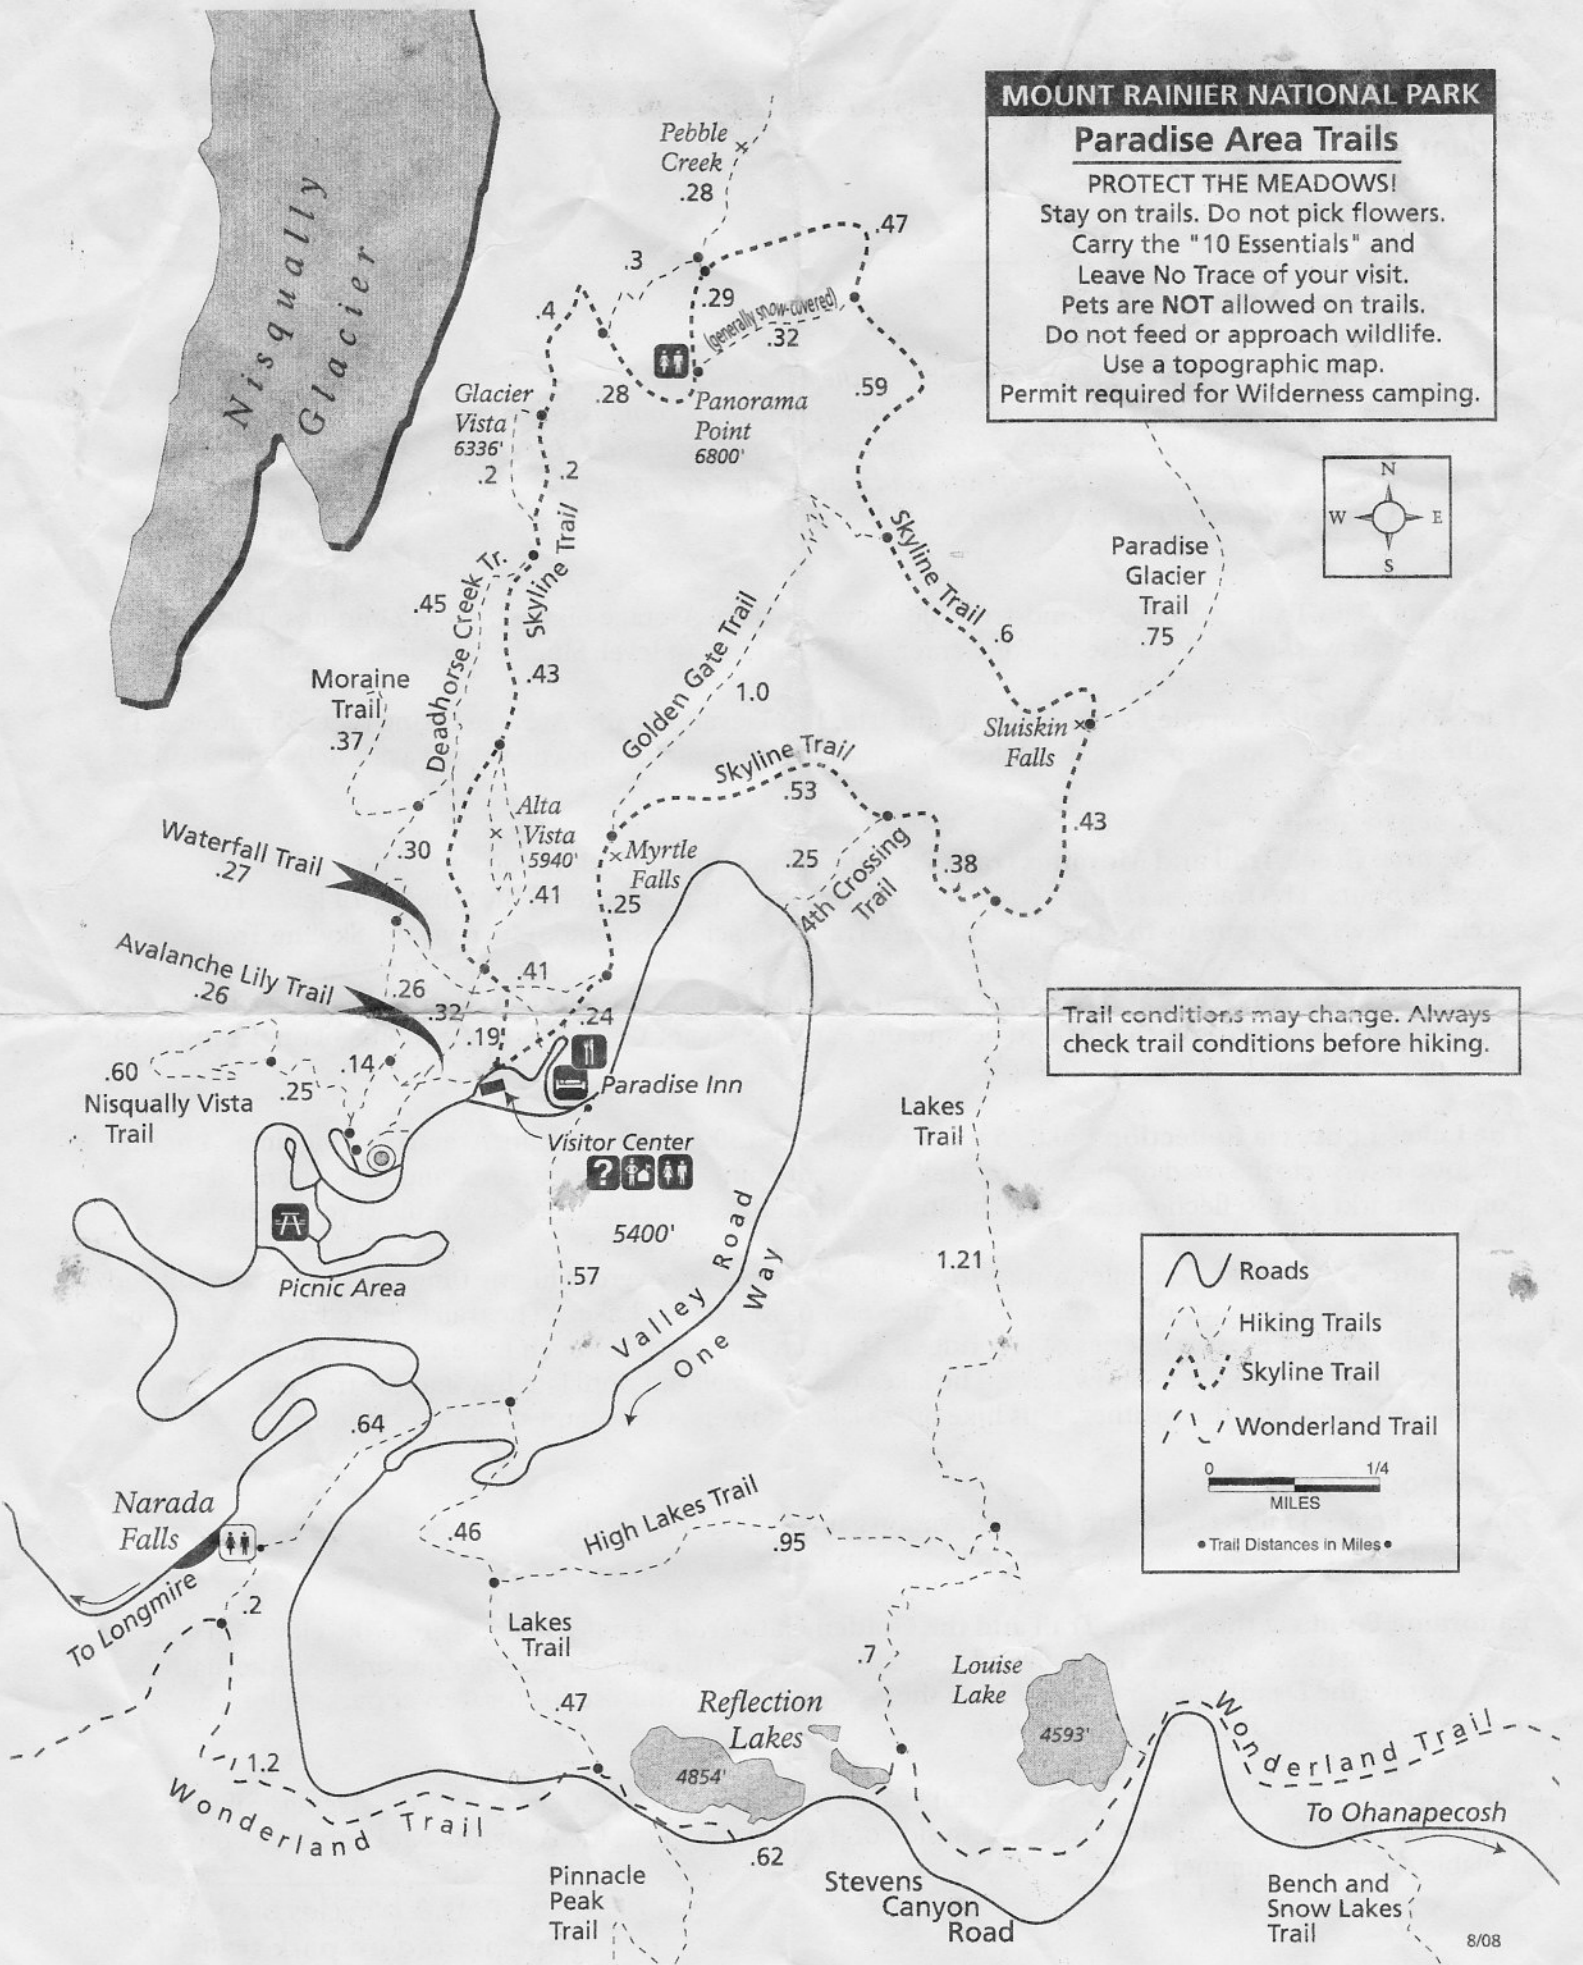 MOUNT RAINIER NATIONAL PARK
Paradise Area Trails
PROTECT THE MEADOWS!
Stay on trails. Do not pick flowers.
Carry the "10 Essentials" and
Leave No Trace of your visit.
Pets are NOT allowed on trails.
Do not feed or approach wildlife.
Use a topographic map.
Permit required for Wilderness camping.
Nisqually
Glacier
Pebble
Creek
.28
.47
.3
.29
.4
(generally snow-covered)
.32
.28
Panorama
Point
6800'
.59
Glacier
Vista
6336'
.2
.2
Skyline Trail
N
W
E
S
Skyline Trail
.6
Paradise
Glacier
Trail
.75
Deadhorse Creek Tr.
.45
.43
Golden Gate Trail
1.0
Moraine
Trail
.37
Sluiskin
Falls
Skyline Trail
.53
.43
Alta
Vista
5940'
.41
Myrtle
Falls
.25
.25
4th Crossing
Trail
.38
Waterfall Trail
.27
.30
Avalanche Lily Trail
.26
.41
.26
.32
.19
.24
.14
.60
Nisqually Vista
Trail
.25
Paradise Inn
Visitor Center
?
5400'
Trail conditions may change. Always
check trail conditions before hiking.
Lakes
Trail
1.21
Picnic Area
.57
Valley Road
One Way
Roads
Hiking Trails
Skyline Trail
Wonderland Trail
0
1/4
MILES
• Trail Distances in Miles •
.64
Narada
Falls
.46
High Lakes Trail
.95
To Longmire
.2
Lakes
Trail
.47
.7
Louise
Lake
4593'
Reflection
Lakes
4854'
1.2
Wonderland Trail
Wonderland Trail
To Ohanapecosh
.62
Pinnacle
Peak
Trail
Stevens
Canyon
Road
Bench and
Snow Lakes
Trail
8/08